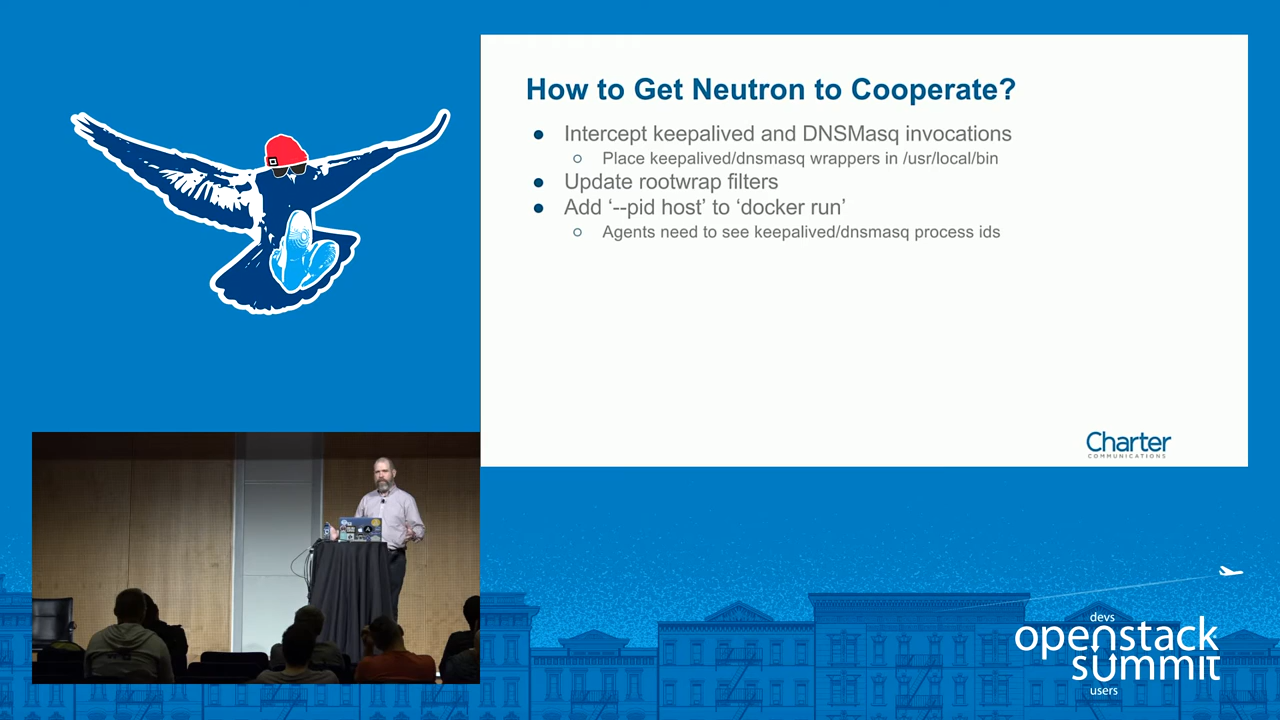 How to Get Neutron to Cooperate?
● Intercept keepalived and DNSMasq invocations
○ Place keepalived/dnsmasq wrappers in /usr/local/bin
● Update rootwrap filters
● Add ‘--pid host’ to ‘docker run’
○ Agents need to see keepalived/dnsmasq process ids
Charter
COMMUNICATIONS
devs
openstack
summit
users